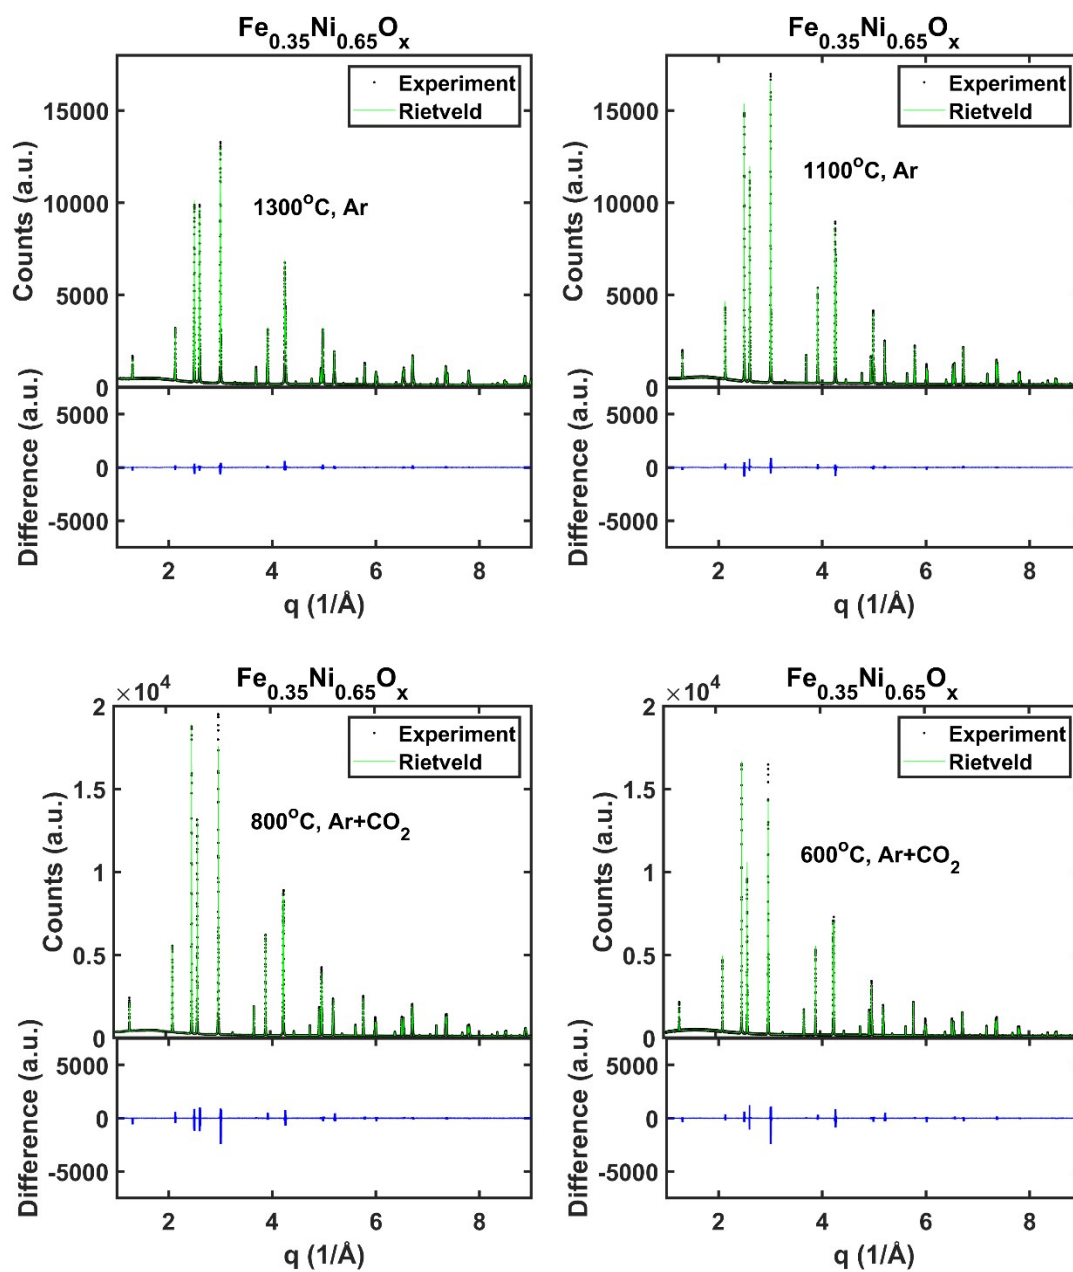 Fe0.35Ni0.65Ox
Experiment
Rietveld
1300°C, Ar
15000
10000
5000
0
Counts (a.u.)
5000
0
-5000
Difference (a.u.)
2 4 6 8
q (1/Å)
Fe0.35Ni0.65Ox
Experiment
Rietveld
1100°C, Ar
15000
10000
5000
0
Counts (a.u.)
5000
0
-5000
Difference (a.u.)
2 4 6 8
q (1/Å)
×10^4
Fe0.35Ni0.65Ox
Experiment
Rietveld
800°C, Ar+CO2
2
1.5
1
0.5
0
Counts (a.u.)
5000
0
-5000
Difference (a.u.)
2 4 6 8
q (1/Å)
×10^4
Fe0.35Ni0.65Ox
Experiment
Rietveld
600°C, Ar+CO2
2
1.5
1
0.5
0
Counts (a.u.)
5000
0
-5000
Difference (a.u.)
2 4 6 8
q (1/Å)